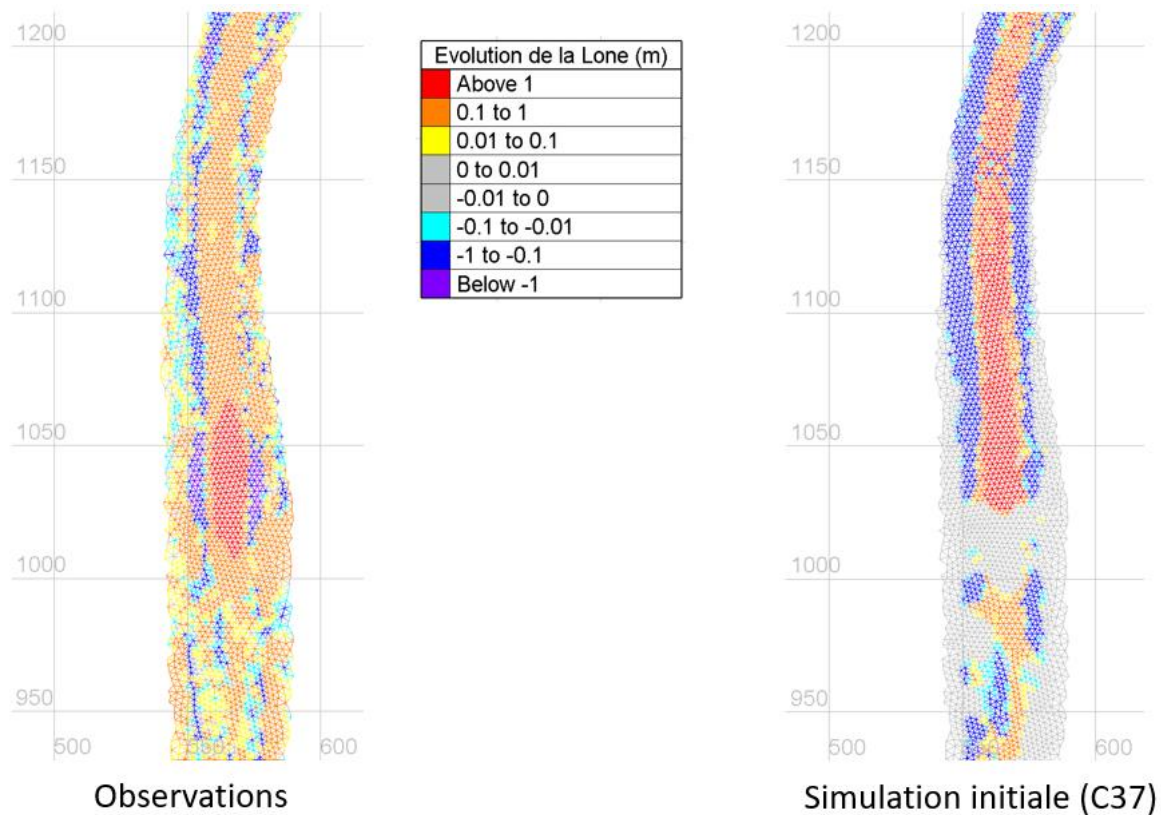 1200
1150
1100
1050
1000
950
500
600
Observations
Evolution de la Lone (m)
Above 1
0.1 to 1
0.01 to 0.1
0 to 0.01
-0.01 to 0
-0.1 to -0.01
-1 to -0.1
Below -1
1200
1150
1100
1050
1000
950
500
600
Simulation initiale (C37)